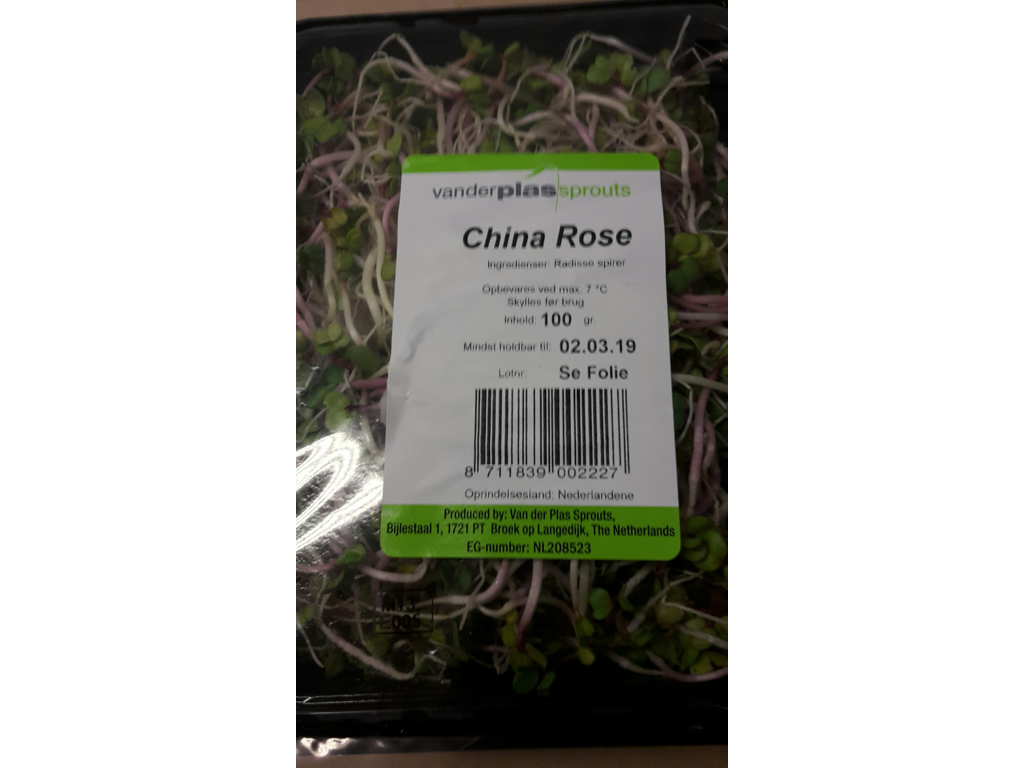 vanderplassprouts
China Rose
Ingredienser: Radisse spirer
Opbevares ved max. 7 °C
Skylles før brug
Inhold: 100 gr.
Mindst holdbar til: 02.03.19
Lotnr: Se Folie
8 711839 002227
Oprindelsesland: Nederlandene
Produced by: Van der Plas Sprouts,
Bijlestaal 1, 1721 PT Broek op Langedijk, The Netherlands
EG-number: NL208523
M13
E005